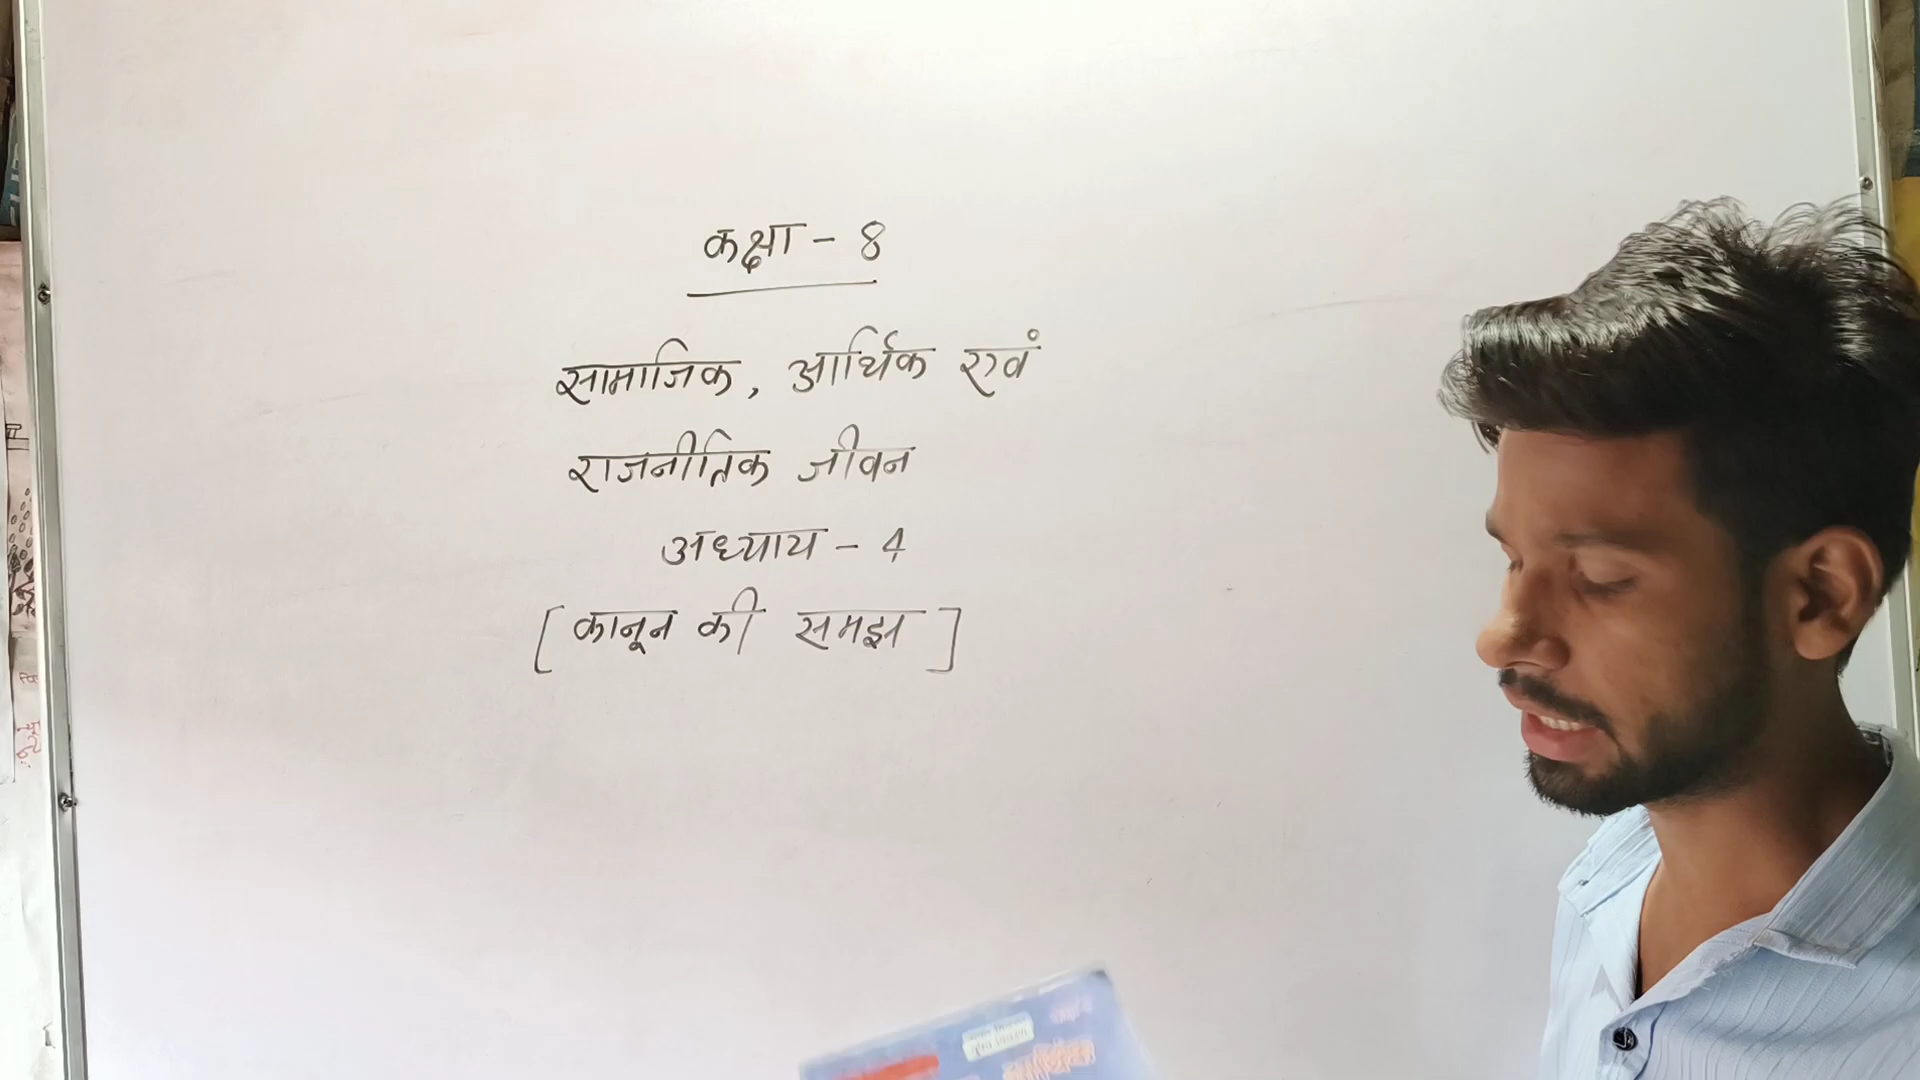 कक्षा - 8
सामाजिक, आर्थिक एवं
राजनीतिक जीवन
अध्याय - 4
[कानून की समझ]